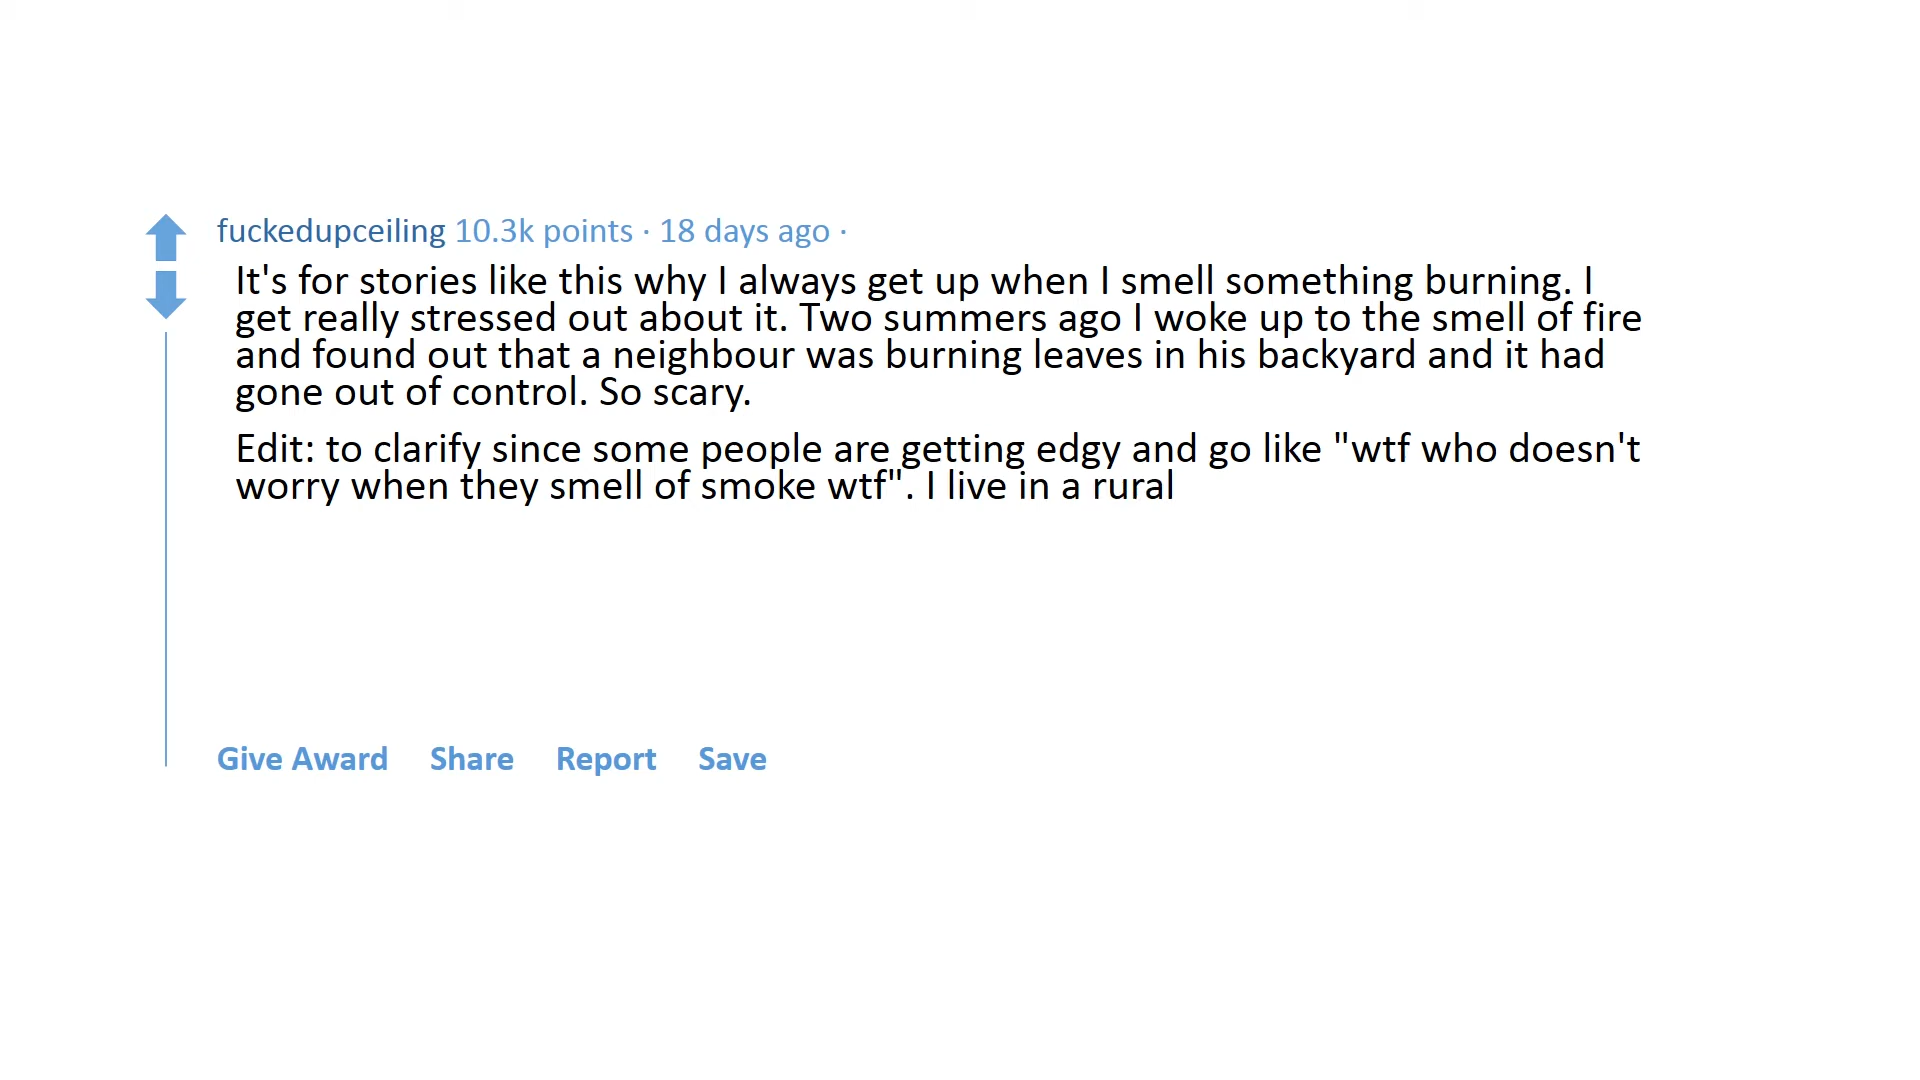 fuckedupceiling 10.3k points · 18 days ago ·
It's for stories like this why I always get up when I smell something burning. I
get really stressed out about it. Two summers ago I woke up to the smell of fire
and found out that a neighbour was burning leaves in his backyard and it had
gone out of control. So scary.
Edit: to clarify since some people are getting edgy and go like "wtf who doesn't
worry when they smell of smoke wtf". I live in a rural
Give Award Share Report Save